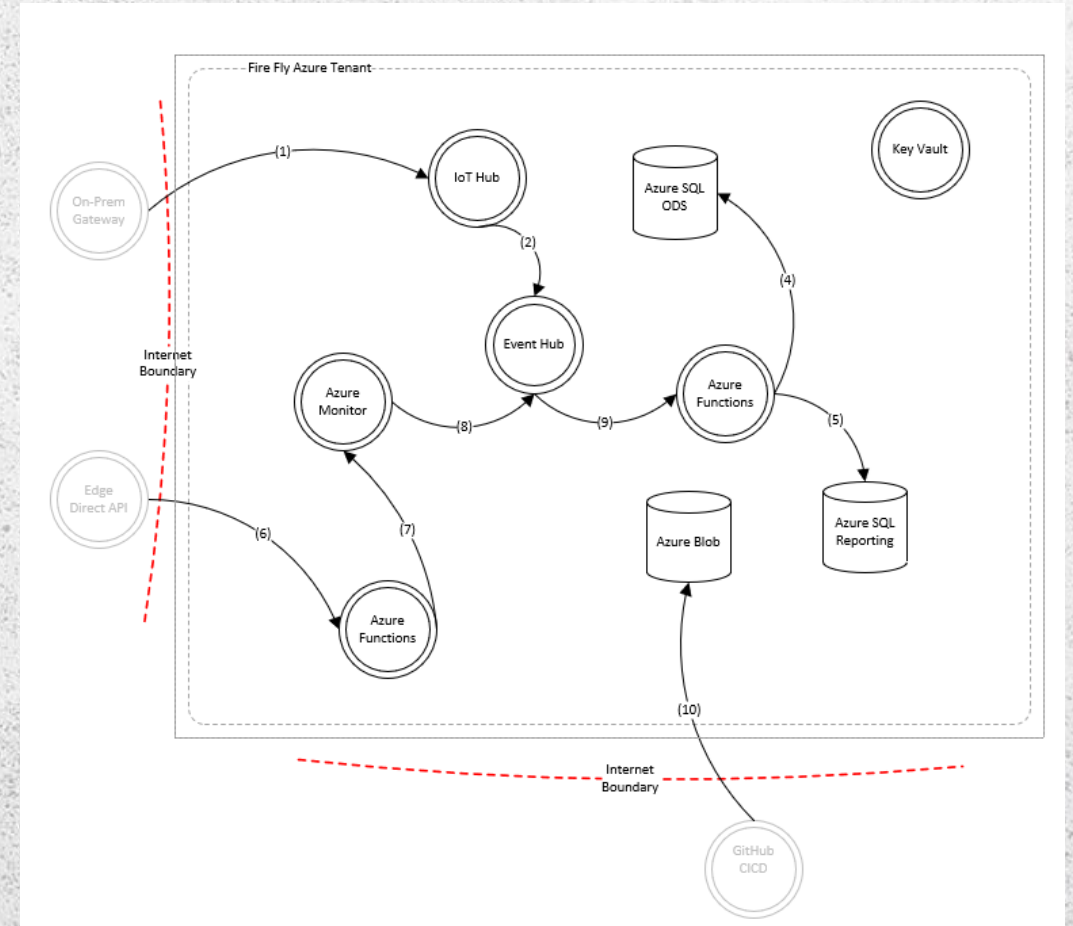 Fire Fly Azure Tenant
Key Vault
(1)
IoT Hub
Azure SQL
ODS
On-Prem
Gateway
(2)
(4)
Event Hub
Internet
Boundary
Azure
Monitor
Azure
Functions
(8)
(9)
(5)
Edge
Direct API
(6)
(7)
Azure Blob
Azure SQL
Reporting
Azure
Functions
(10)
Internet
Boundary
GitHub
CICD